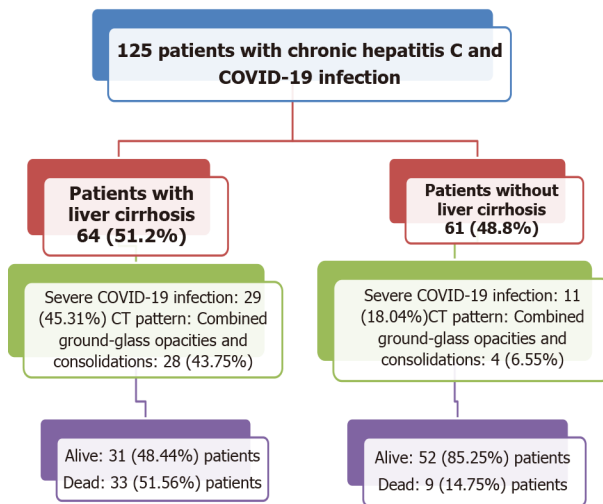 125 patients with chronic hepatitis C and
COVID-19 infection
Patients with
liver cirrhosis
64 (51.2%)
Patients without
liver cirrhosis
61 (48.8%)
Severe COVID-19 infection: 29
(45.31%) CT pattern: Combined
ground-glass opacities and
consolidations: 28 (43.75%)
Severe COVID-19 infection: 11
(18.04%)CT pattern: Combined
ground-glass opacities and
consolidations: 4 (6.55%)
Alive: 31 (48.44%) patients
Dead: 33 (51.56%) patients
Alive: 52 (85.25%) patients
Dead: 9 (14.75%) patients